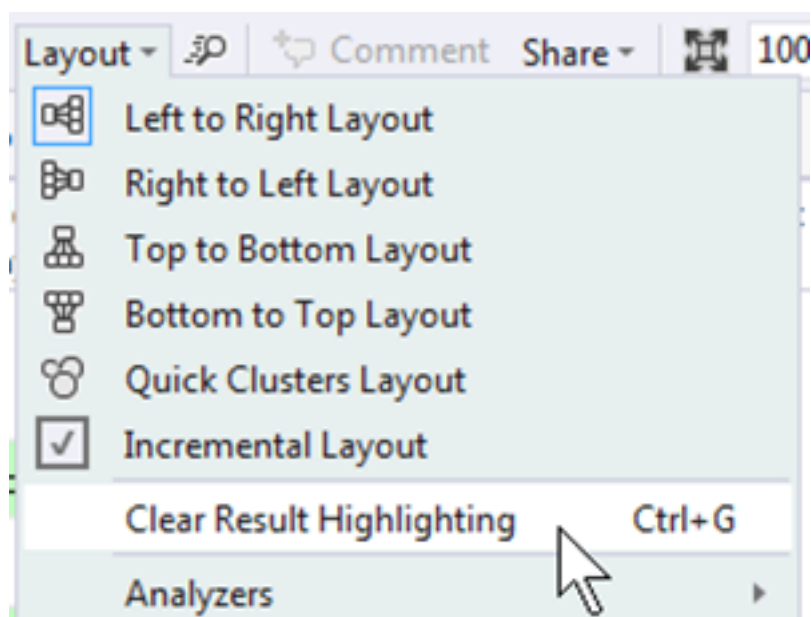 Layout Comment Share 100
Left to Right Layout
Right to Left Layout
Top to Bottom Layout
Bottom to Top Layout
Quick Clusters Layout
Incremental Layout
Clear Result Highlighting Ctrl+G
Analyzers